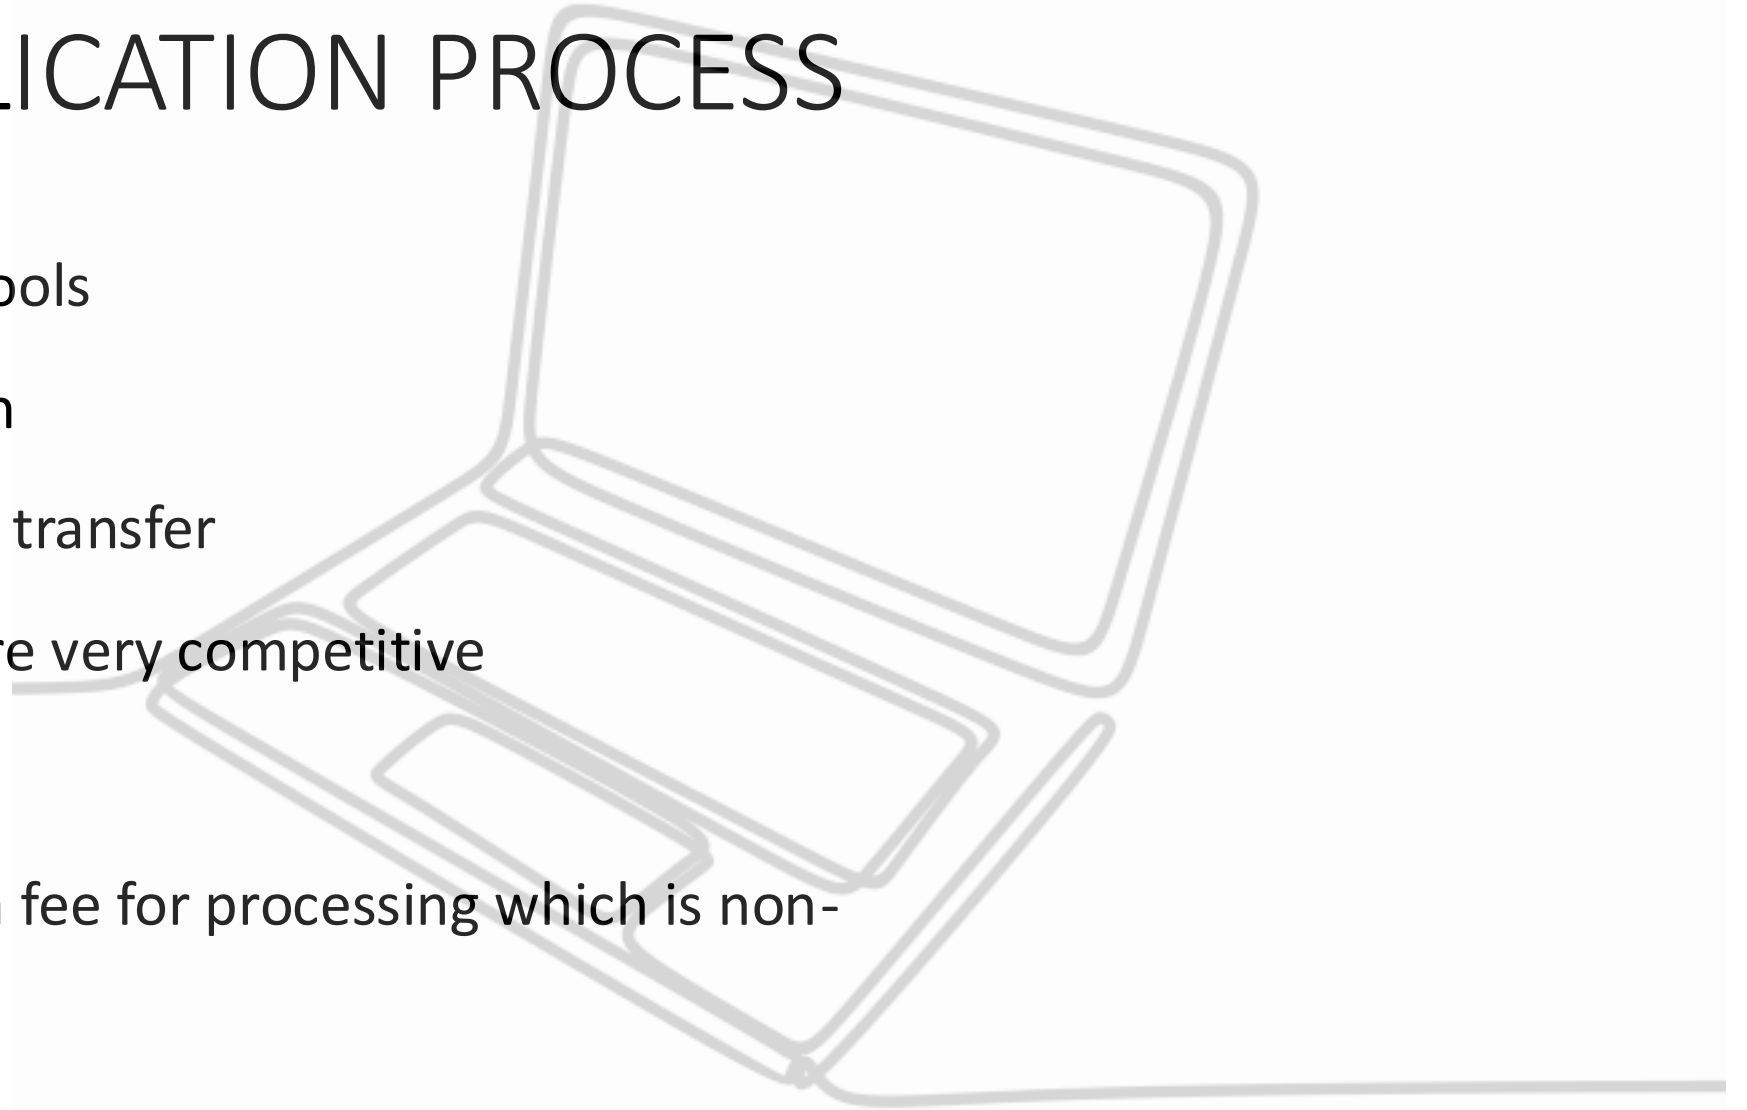 LICATION PROCESS
ools
n
transfer
re very competitive
fee for processing which is non-